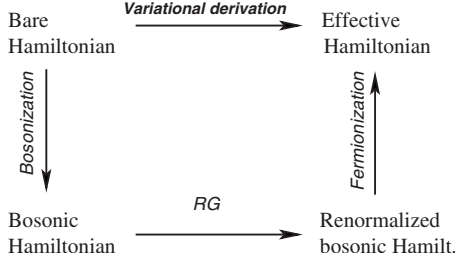 Variational derivation
Bare
Hamiltonian
Effective
Hamiltonian
Bosonization
Fermionization
RG
Bosonic
Hamiltonian
Renormalized
bosonic Hamilt.